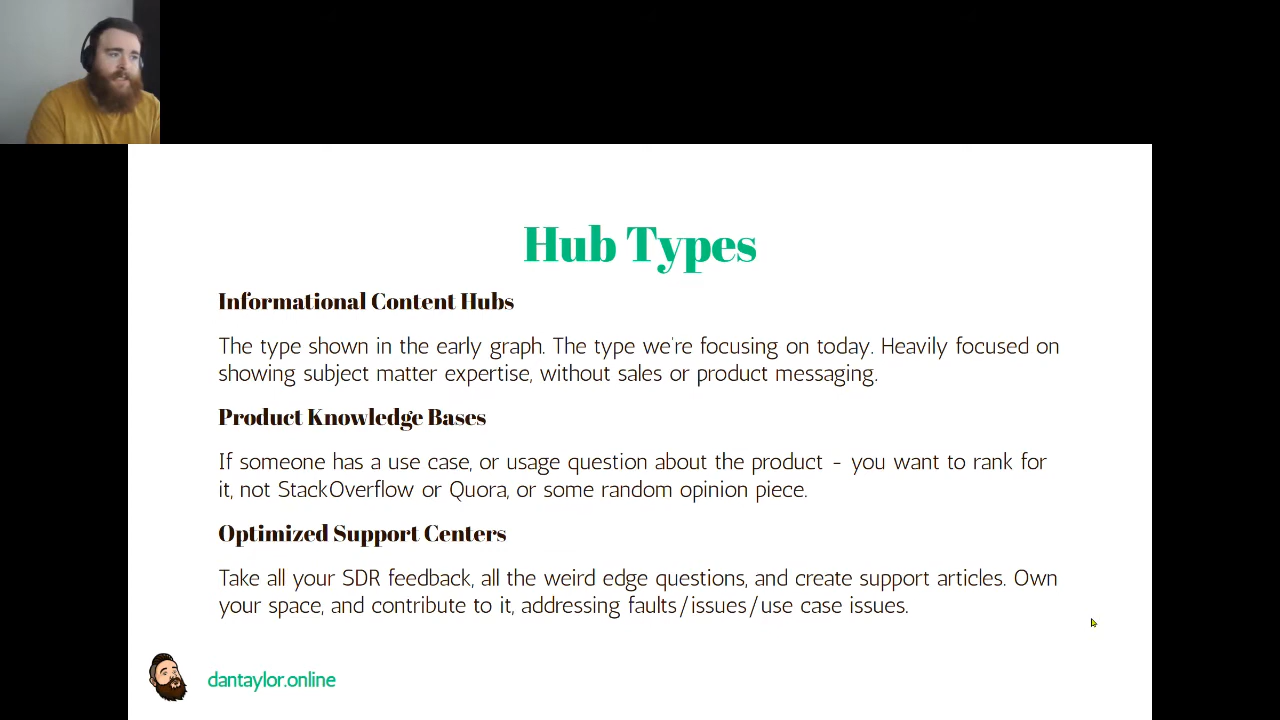 Hub Types
Informational Content Hubs
The type shown in the early graph. The type we're focusing on today. Heavily focused on
showing subject matter expertise, without sales or product messaging.
Product Knowledge Bases
If someone has a use case, or usage question about the product - you want to rank for
it, not StackOverflow or Quora, or some random opinion piece.
Optimized Support Centers
Take all your SDR feedback, all the weird edge questions, and create support articles. Own
your space, and contribute to it, addressing faults/issues/use case issues.
dantaylor.online